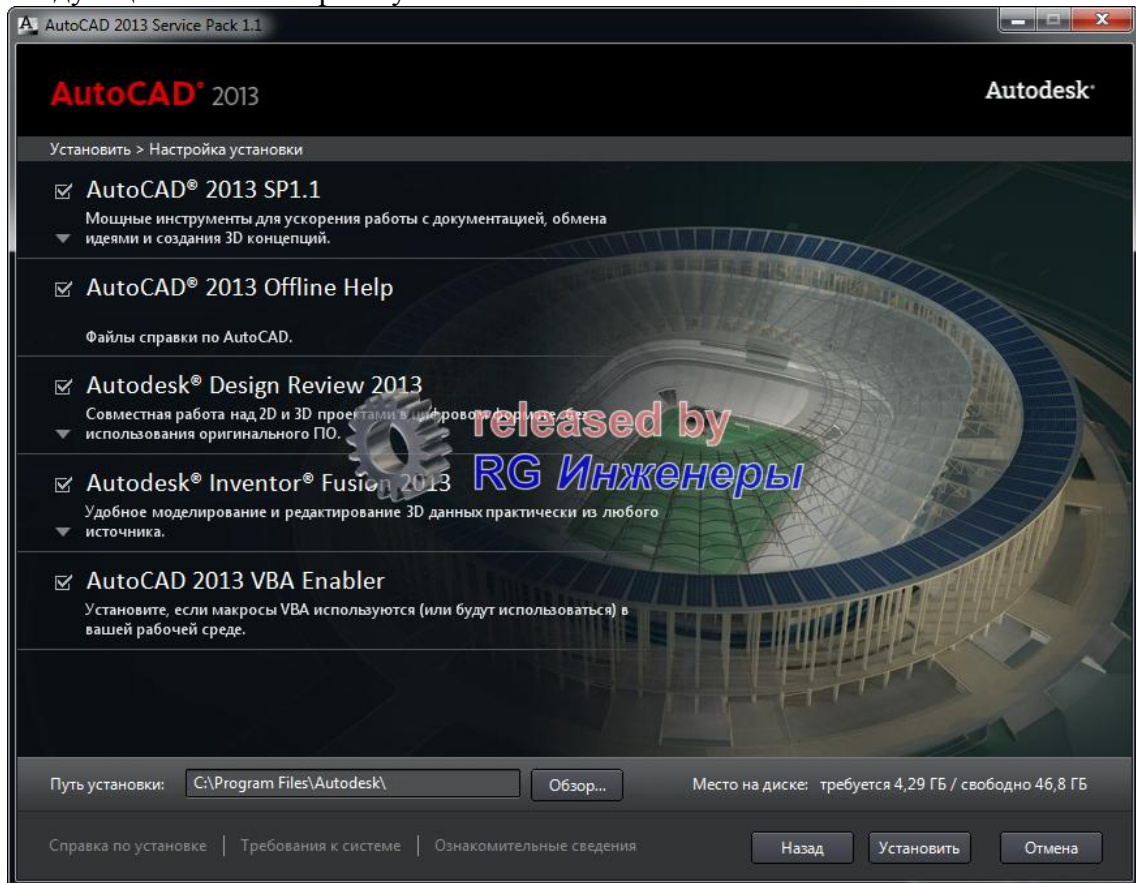 AutoCAD 2013 Service Pack 1.1
AutoCAD® 2013
Autodesk®
Установить > Настройка установки
AutoCAD® 2013 SP1.1
Мощные инструменты для ускорения работы с документацией, обмена
идеями и создания 3D концепций.
AutoCAD® 2013 Offline Help
Файлы справки по AutoCAD.
Autodesk® Design Review 2013
Совместная работа над 2D и 3D проектами в цифровом формате без
использования оригинального ПО.
released by
RG Инженеры
Autodesk® Inventor® Fusion 2013
Удобное моделирование и редактирование 3D данных практически из любого
источника.
AutoCAD 2013 VBA Enabler
Установите, если макросы VBA используются (или будут использоваться) в
вашей рабочей среде.
Путь установки: C:\Program Files\Autodesk\ Обзор... Место на диске: требуется 4,29 ГБ / свободно 46,8 ГБ
Справка по установке | Требования к системе | Ознакомительные сведения Назад Установить Отмена